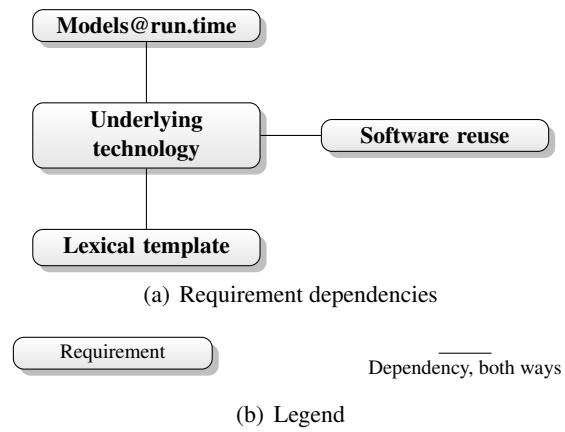 Models@run.time
Underlying
technology
Software reuse
Lexical template
(a) Requirement dependencies
Requirement
Dependency, both ways
(b) Legend